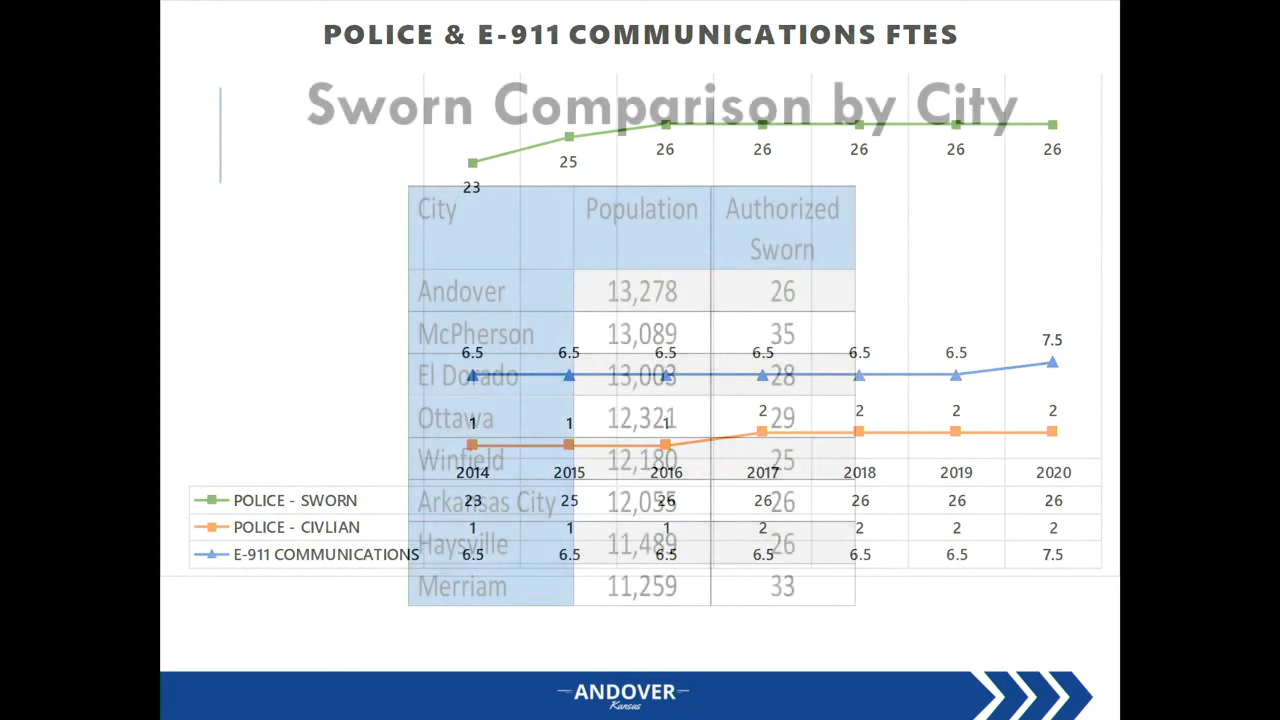 POLICE & E-911 COMMUNICATIONS FTES
Sworn Comparison by City
23 25 26 26 26 26 26
City Population Authorized Sworn
Andover 13,278 26
McPherson 13,089 35
El Dorado 13,003 28
Ottawa 12,321 29
Winfield 12,180 25
Arkansas City 12,055 26
Haysville 11,489 26
Merriam 11,259 33
6.5 6.5 6.5 6.5 6.5 6.5 7.5
1 1 1 2 2 2 2
2014 2015 2016 2017 2018 2019 2020
POLICE - SWORN 23 25 26 26 26 26 26
POLICE - CIVLIAN 1 1 1 2 2 2 2
E-911 COMMUNICATIONS 6.5 6.5 6.5 6.5 6.5 6.5 7.5
ANDOVER
Kansas